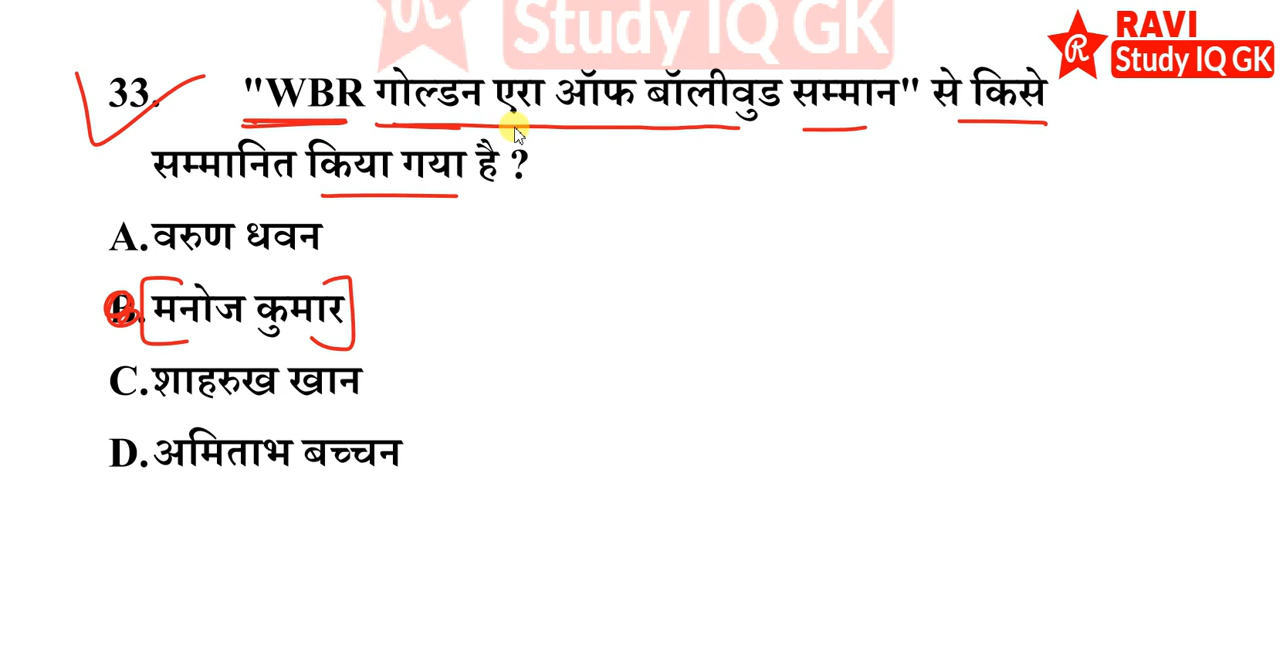 Study IQ GK
RAVI
Study IQ GK
33. "WBR गोल्डन एरा ऑफ बॉलीवुड सम्मान" से किसे
सम्मानित किया गया है ?
A.वरुण धवन
B.मनोज कुमार
C.शाहरुख खान
D.अमिताभ बच्चन